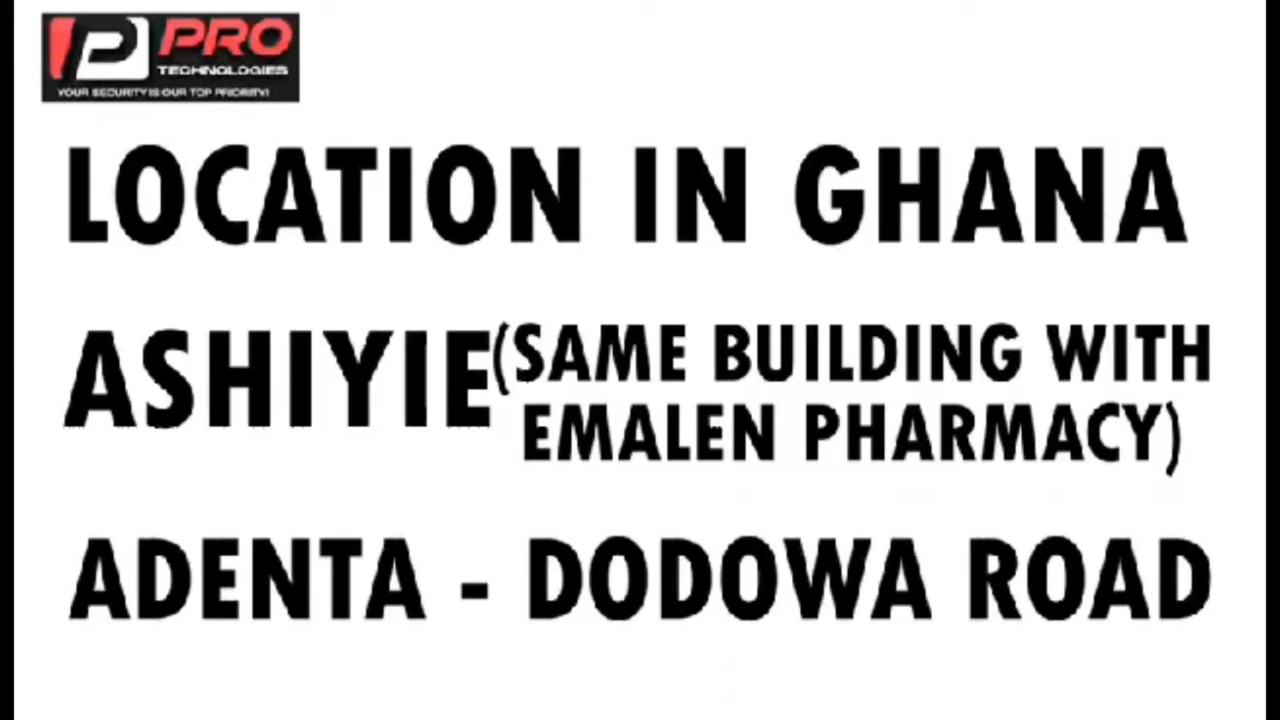 PRO
TECHNOLOGIES
YOUR SECURITY IS OUR TOP PRIORITY!
LOCATION IN GHANA
ASHIYIE (SAME BUILDING WITH
EMALEN PHARMACY)
ADENTA - DODOWA ROAD